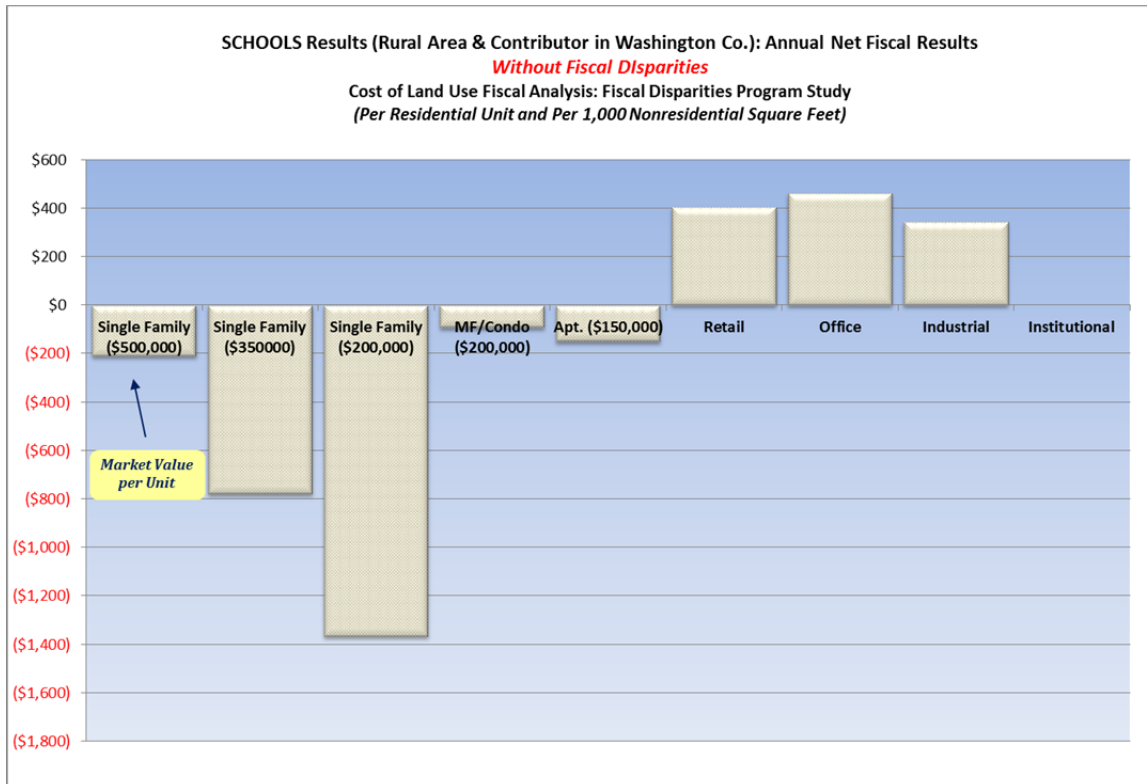 SCHOOLS Results (Rural Area & Contributor in Washington Co.): Annual Net Fiscal Results
Without Fiscal DIsparities
Cost of Land Use Fiscal Analysis: Fiscal Disparities Program Study
(Per Residential Unit and Per 1,000 Nonresidential Square Feet)
$600
$400
$200
$0
($200)
($400)
($600)
($800)
($1,000)
($1,200)
($1,400)
($1,600)
($1,800)
Single Family
($500,000)
Single Family
($350000)
Single Family
($200,000)
MF/Condo
($200,000)
Apt. ($150,000)
Retail
Office
Industrial
Institutional
Market Value
per Unit